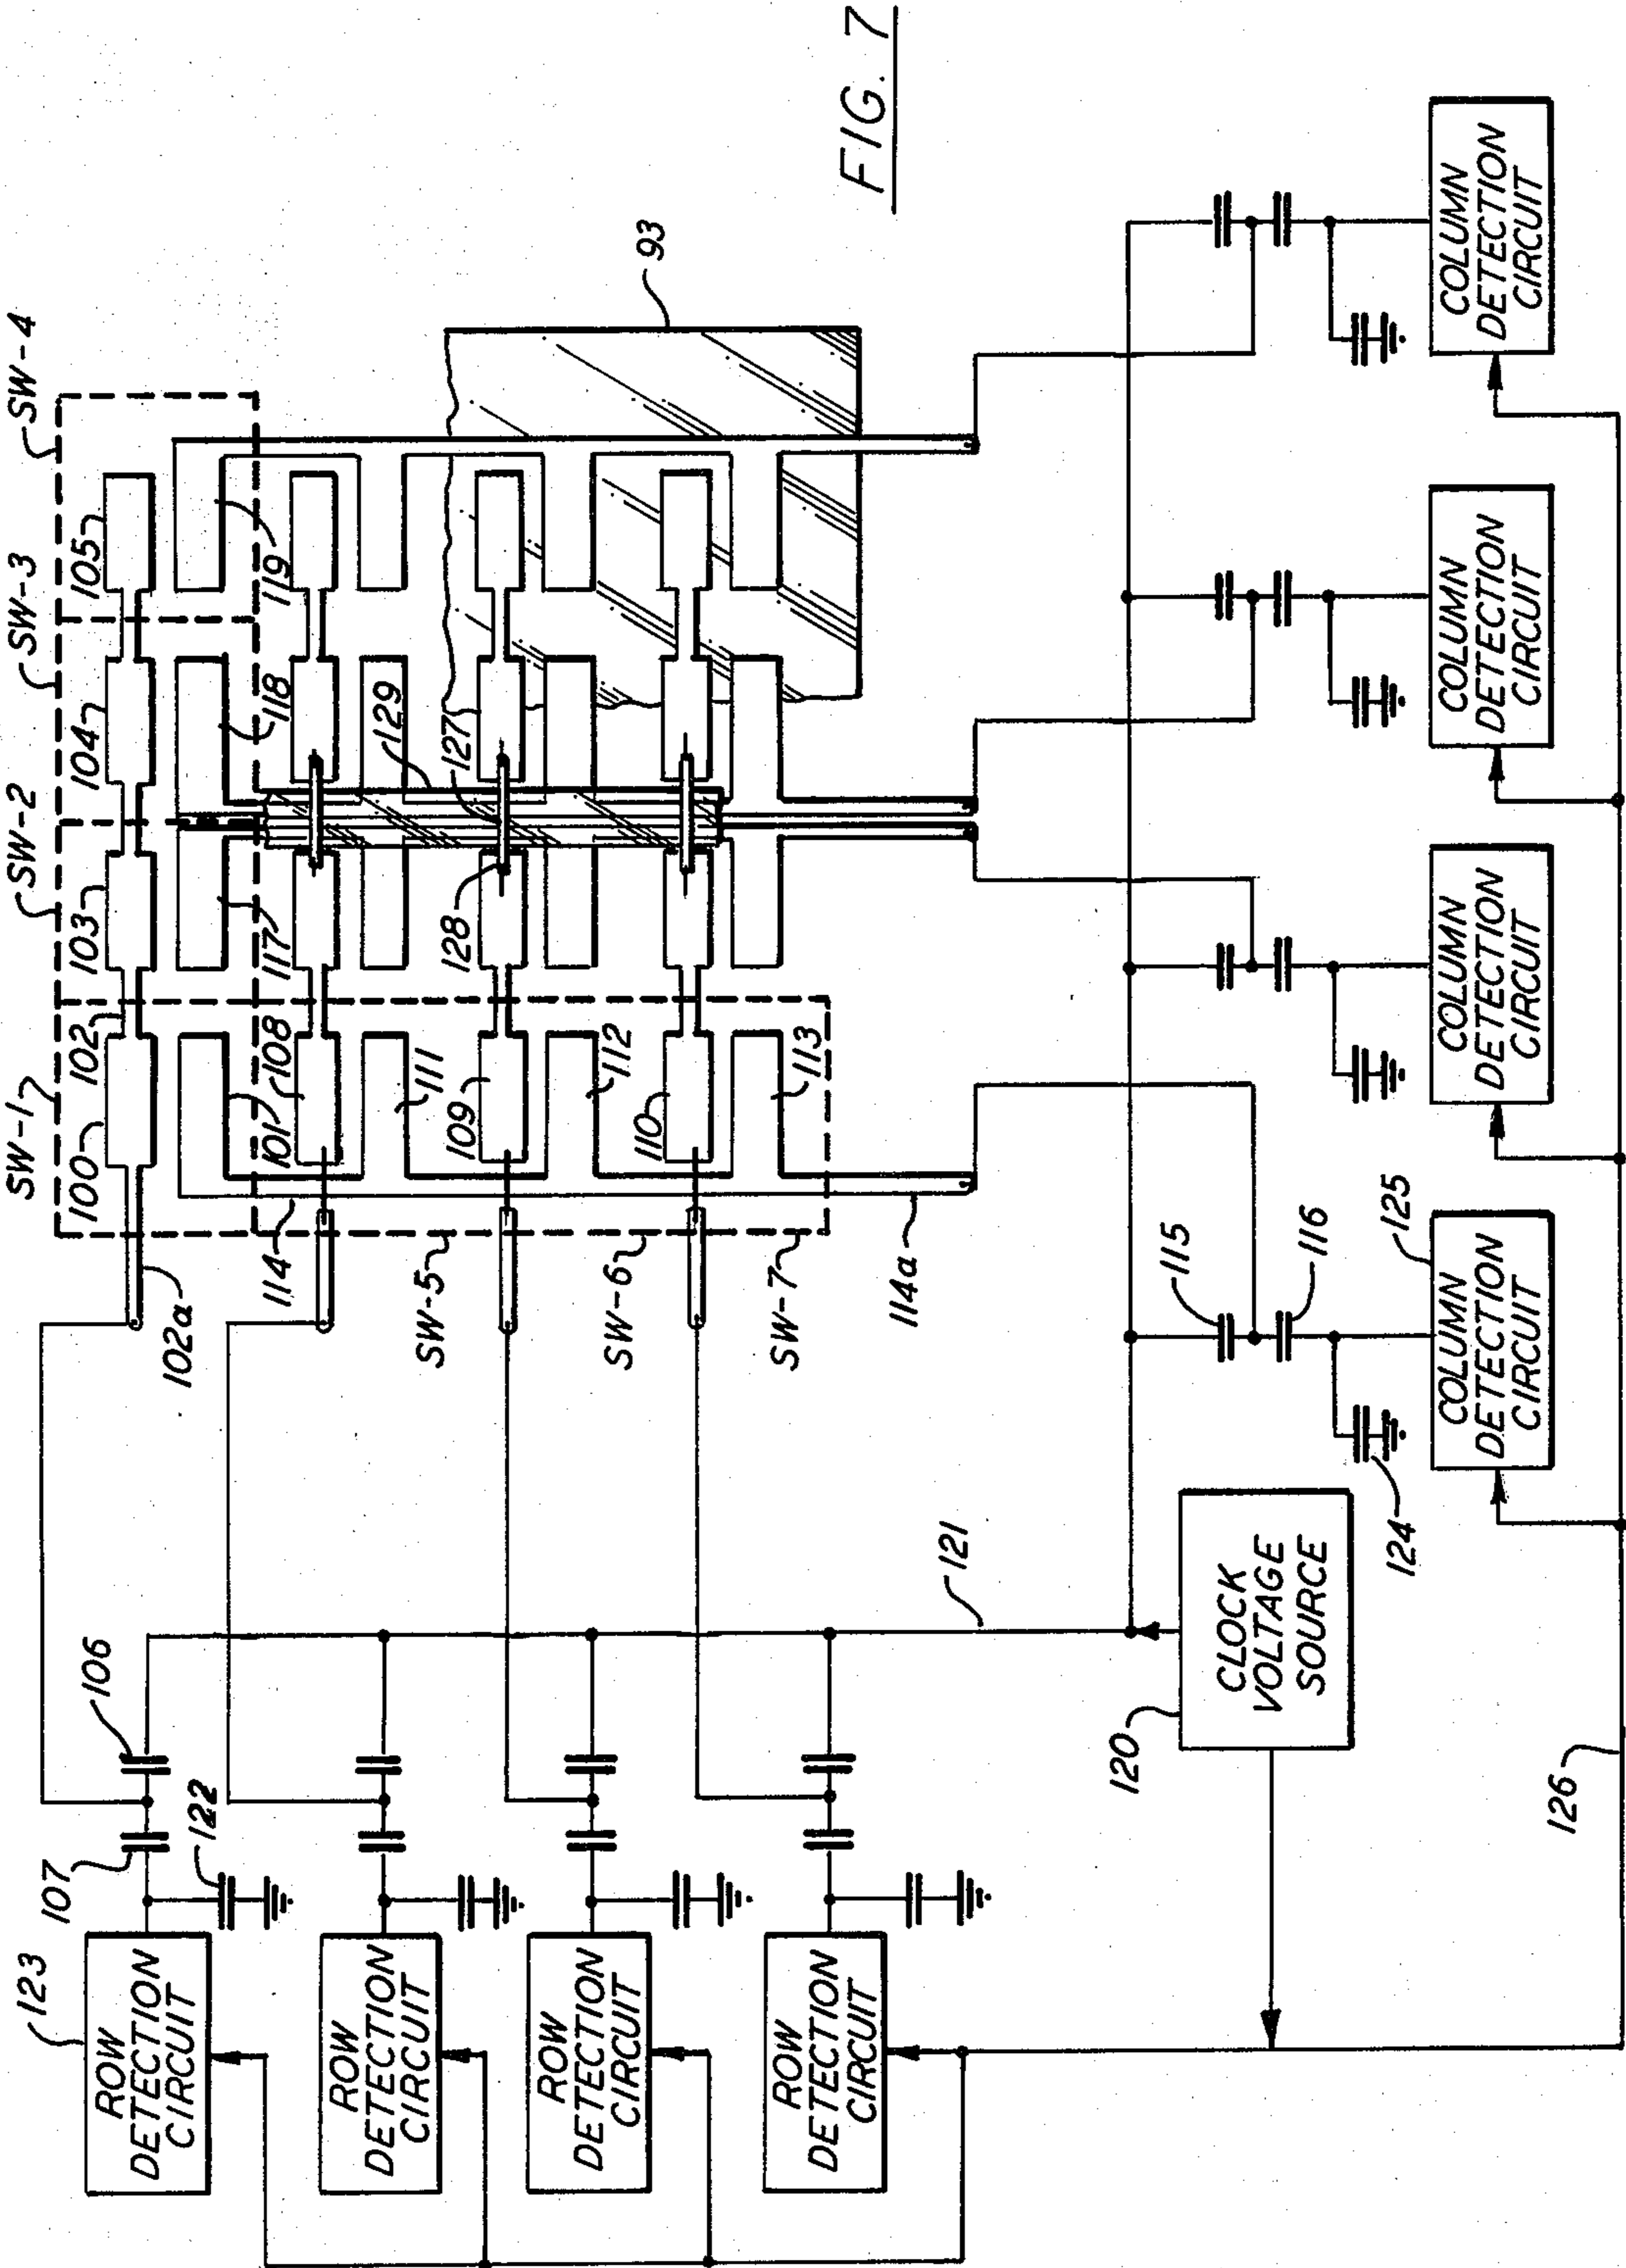 SW-1
SW-2
SW-3
SW-4
100
102
103
104
105
102a
101
108
117
118
119
114
111
129
93
SW-5
109
128
127
112
SW-6
110
113
SW-7
114a
FIG. 7
106
107
122
123
ROW
DETECTION
CIRCUIT
ROW
DETECTION
CIRCUIT
ROW
DETECTION
CIRCUIT
ROW
DETECTION
CIRCUIT
121
115
116
120
CLOCK
VOLTAGE
SOURCE
124
125
COLUMN
DETECTION
CIRCUIT
COLUMN
DETECTION
CIRCUIT
COLUMN
DETECTION
CIRCUIT
COLUMN
DETECTION
CIRCUIT
126